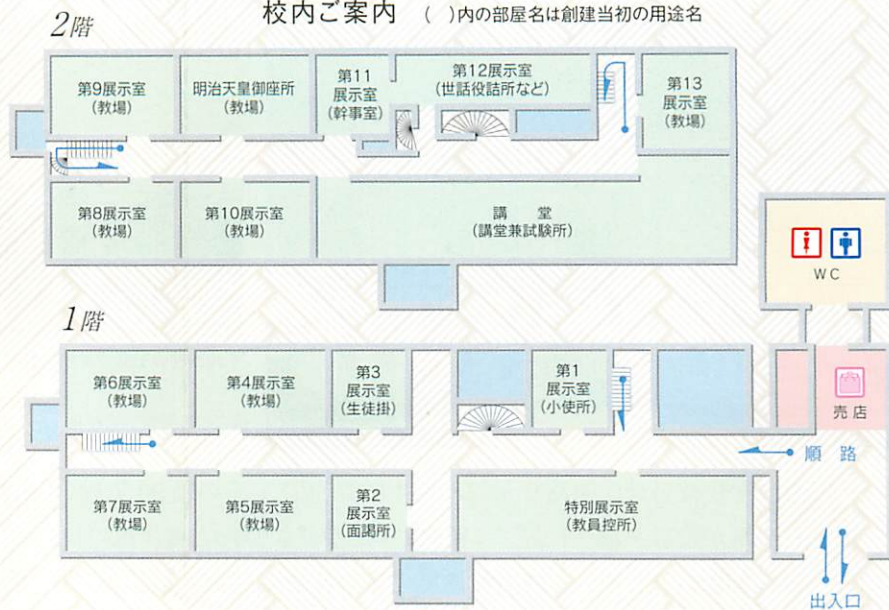 校内ご案内 ( )内の部屋名は創建当初の用途名
2階
第9展示室
(教場)
明治天皇御座所
(教場)
第11
展示室
(幹事室)
第12展示室
(世話役詰所など)
第13
展示室
(教場)
第8展示室
(教場)
第10展示室
(教場)
講 堂
(講堂兼試験所)
WC
1階
第6展示室
(教場)
第4展示室
(教場)
第3
展示室
(生徒掛)
第1
展示室
(小使所)
売店
順 路
第7展示室
(教場)
第5展示室
(教場)
第2
展示室
(面謁所)
特別展示室
(教員控所)
出入口